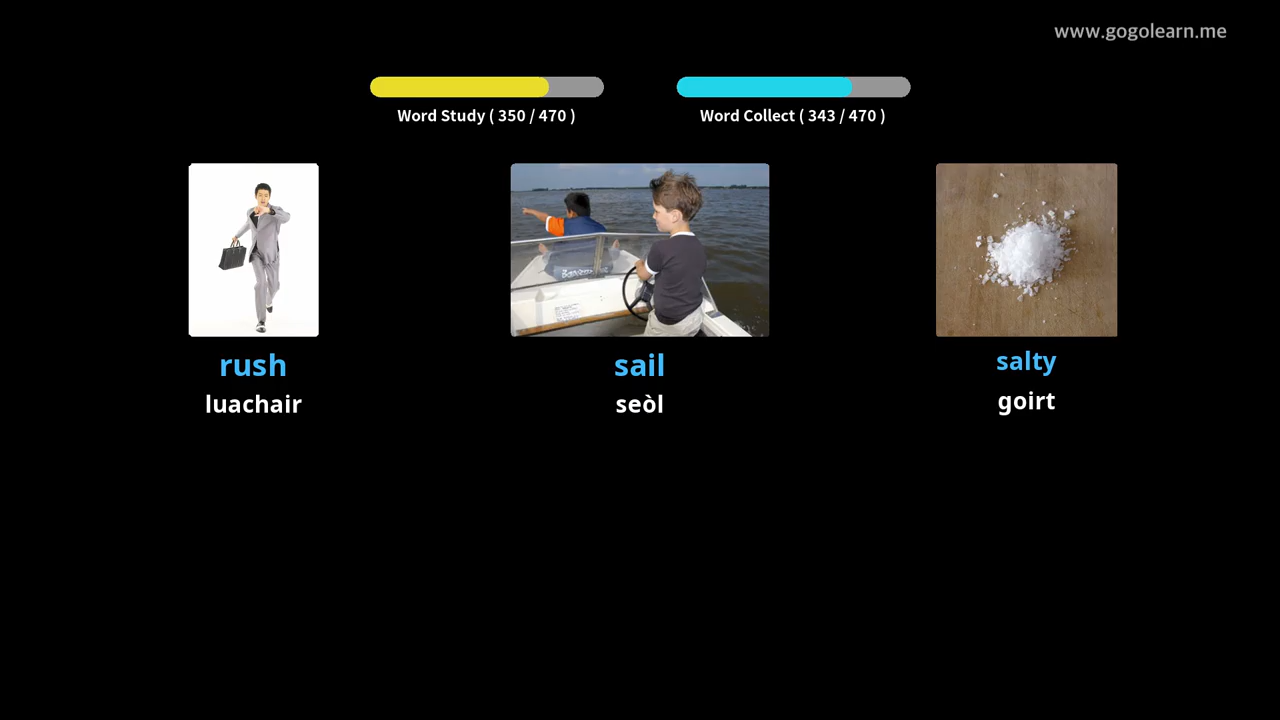 www.gogolearn.me
Word Study ( 350 / 470 )
Word Collect ( 343 / 470 )
rush
luachair
sail
seòl
salty
goirt